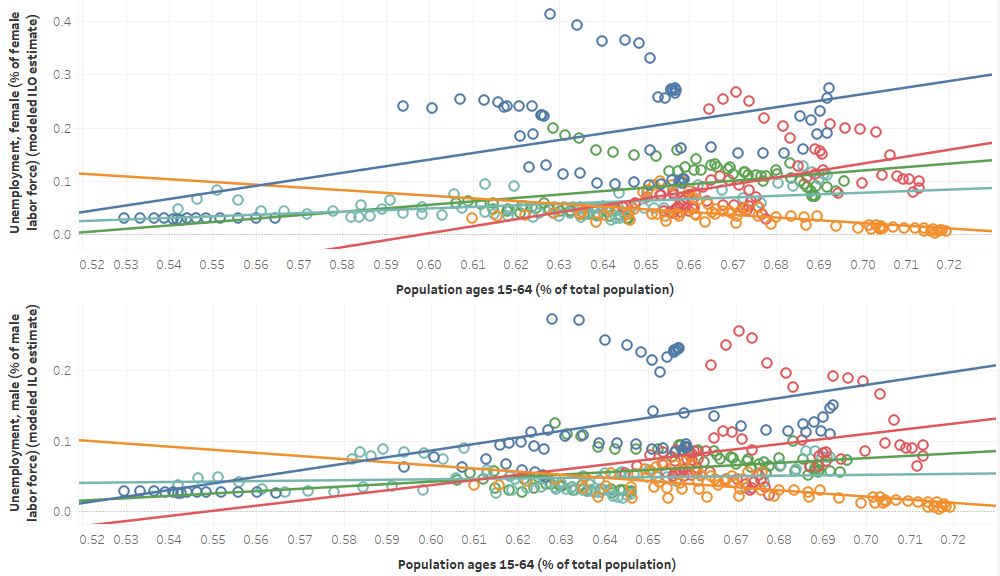 Unemployment, female (% of female
labor force) (modeled ILO estimate)
0.4
0.3
0.2
0.1
0.0
0.52 0.53 0.54 0.55 0.56 0.57 0.58 0.59 0.60 0.61 0.62 0.63 0.64 0.65 0.66 0.67 0.68 0.69 0.70 0.71 0.72
Population ages 15-64 (% of total population)
Unemployment, male (% of male
labor force) (modeled ILO estimate)
0.2
0.1
0.0
0.52 0.53 0.54 0.55 0.56 0.57 0.58 0.59 0.60 0.61 0.62 0.63 0.64 0.65 0.66 0.67 0.68 0.69 0.70 0.71 0.72
Population ages 15-64 (% of total population)